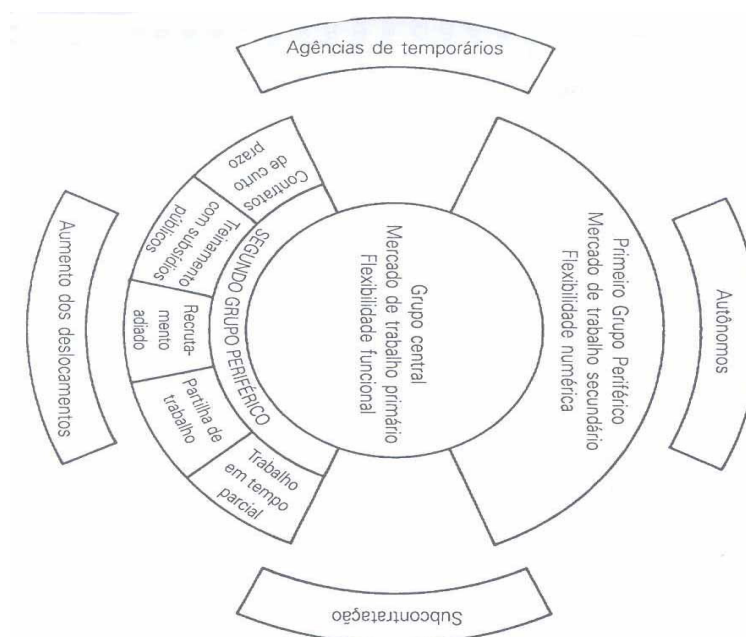 Agências de temporários
Primeiro Grupo Periférico
Mercado de trabalho secundário
Flexibilidade numérica
Autônomos
Grupo central
Mercado de trabalho primário
Flexibilidade funcional
SEGUNDO GRUPO PERIFÉRICO
Contratos
de curto
prazo
Treinamento
com subsídios
públicos
Recruta-
mento
adiado
Partilha de
trabalho
Trabalho
em tempo
parcial
Aumento dos deslocamentos
Subcontratação